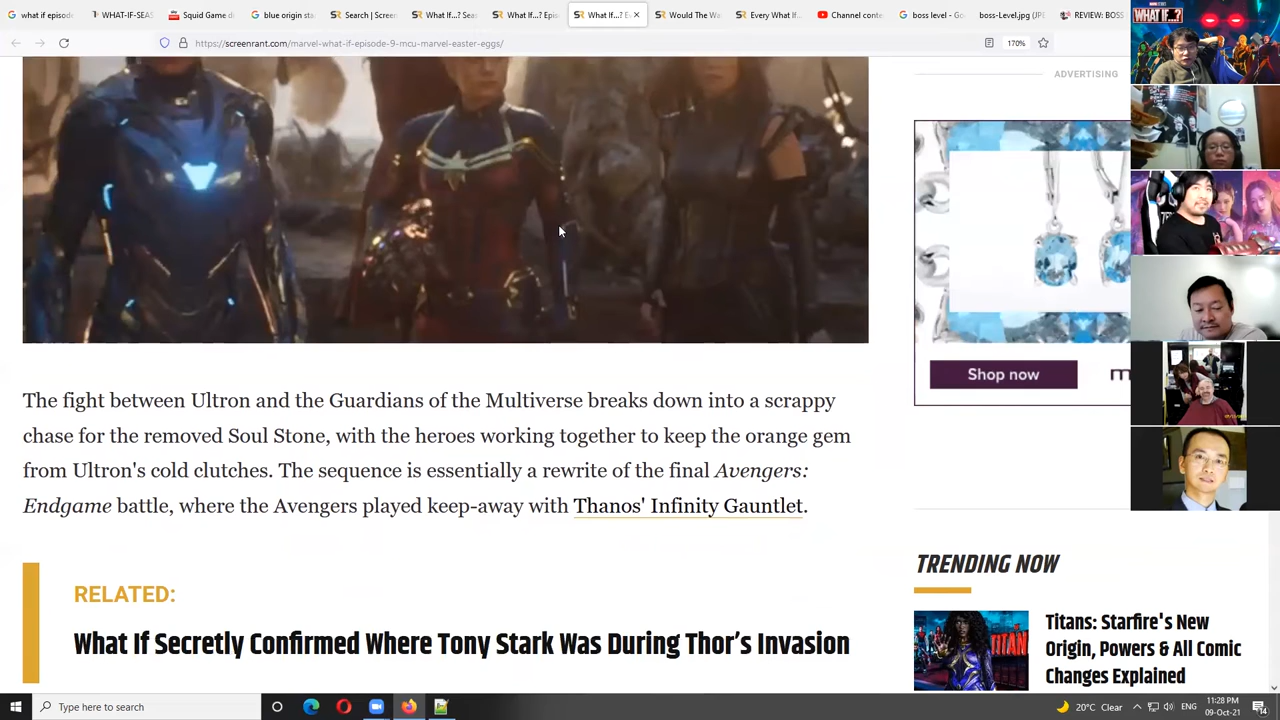 what if episode
WHAT-IF-SEAS
Squid Game d
blue origin sta
Search | Screen
What If...?
What If...? Epis
What If...? E
Would The Wa
Every What If
Channel conte
boss level - Go
boss-Level.jpg (JPE
REVIEW: BOSS
https://screenrant.com/marvel-what-if-episode-9-mcu-marvel-easter-eggs/
170%
WHAT IF...?
ADVERTISING
Shop now
m
The fight between Ultron and the Guardians of the Multiverse breaks down into a scrappy
chase for the removed Soul Stone, with the heroes working together to keep the orange gem
from Ultron's cold clutches. The sequence is essentially a rewrite of the final Avengers:
Endgame battle, where the Avengers played keep-away with Thanos' Infinity Gauntlet.
RELATED:
What If Secretly Confirmed Where Tony Stark Was During Thor's Invasion
TRENDING NOW
TITAN
Titans: Starfire's New
Origin, Powers & All Comic
Changes Explained
Type here to search
20°C Clear
ENG
11:28 PM
09-Oct-21
14